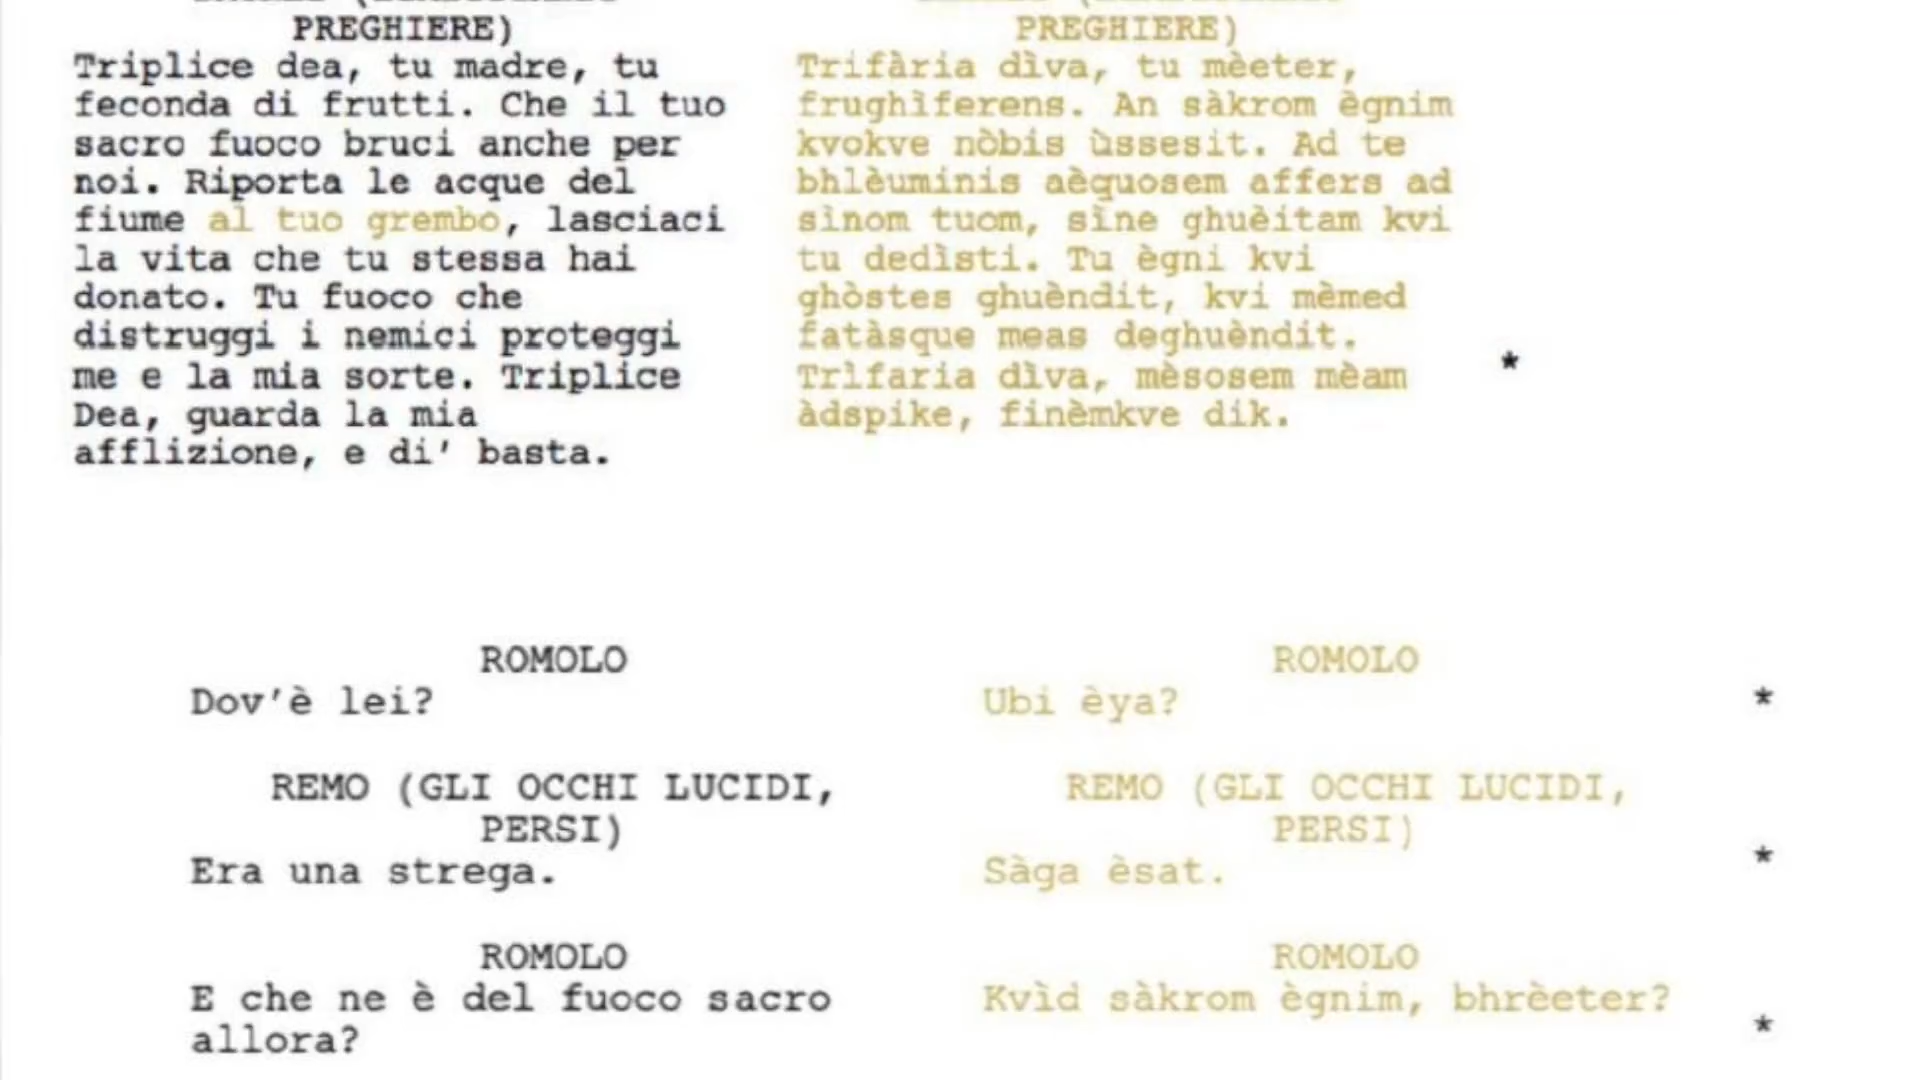 PREGHIERE)
Triplice dea, tu madre, tu
feconda di frutti. Che il tuo
sacro fuoco bruci anche per
noi. Riporta le acque del
fiume al tuo grembo, lasciaci
la vita che tu stessa hai
donato. Tu fuoco che
distruggi i nemici proteggi
me e la mia sorte. Triplice
Dea, guarda la mia
afflizione, e di' basta.
PREGHIERE)
Trifària dìva, tu mèeter,
frughìferens. An sàkrom ègnim
kvokve nòbis ùssesit. Ad te
bhlèuminis aèquosem affers ad
sìnom tuom, sìne ghuèitam kvi
tu dedìsti. Tu ègni kvi
ghòstes ghuèndit, kvi mèmed
fatàsque meas deghuèndit.
Trìfaria dìva, mèsosem mèam *
àdspike, finèmkve dik.
ROMOLO
Dov'è lei?
ROMOLO
Ubi èya? *
REMO (GLI OCCHI LUCIDI,
PERSI)
Era una strega.
REMO (GLI OCCHI LUCIDI,
PERSI)
Sàga èsat. *
ROMOLO
E che ne è del fuoco sacro
allora?
ROMOLO
Kvìd sàkrom ègnim, bhrèeter?
*